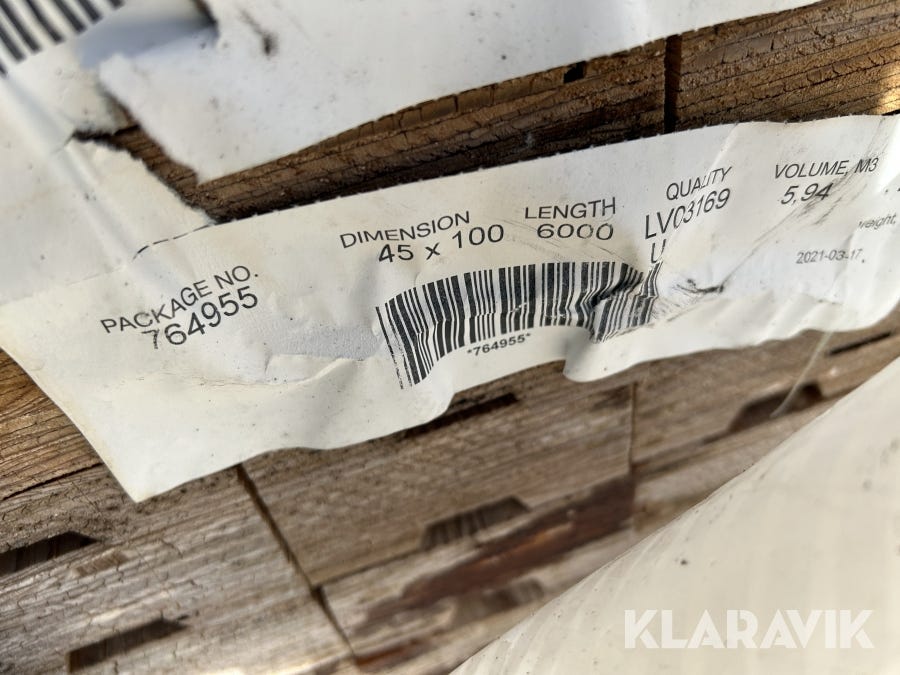 PACKAGE NO.
764955
DIMENSION
45 x 100
LENGTH
6000
QUALITY
LV03169
U
VOLUME, M3
5,94
weight,
2021-03-17,
*764955*
KLARAVIK